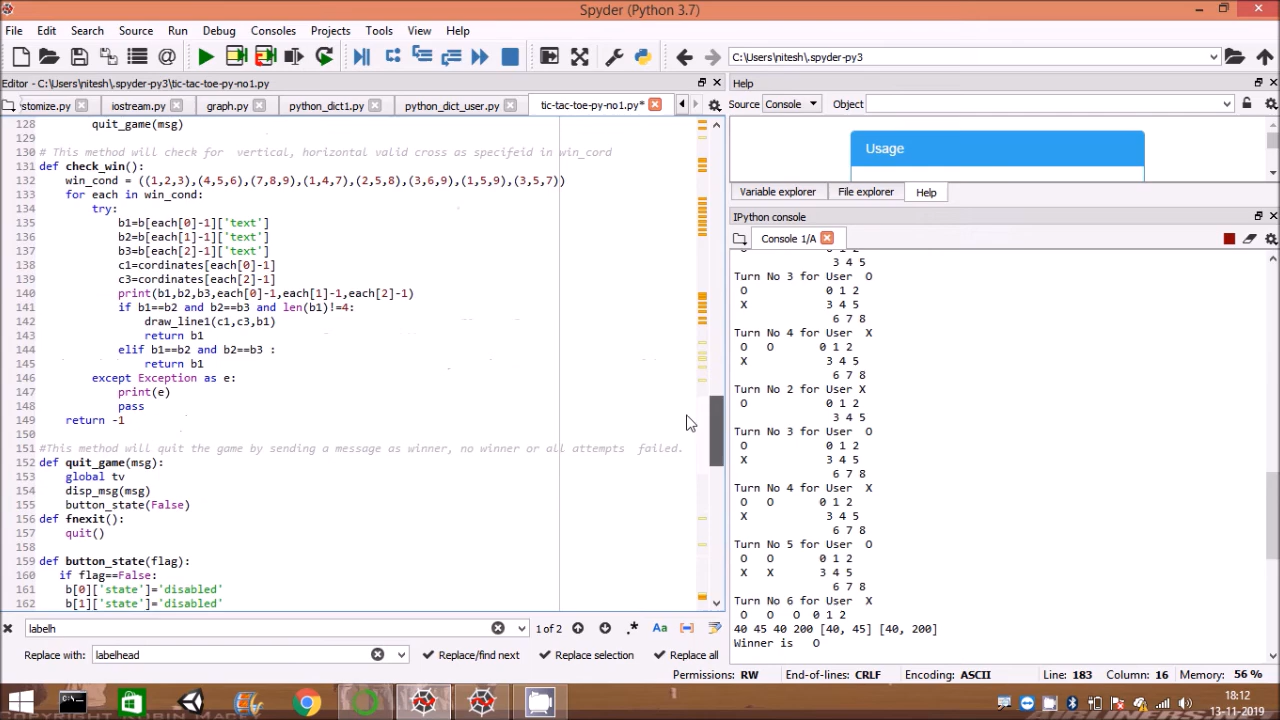 Spyder (Python 3.7)
File Edit Search Source Run Debug Consoles Projects Tools View Help
C:\Users\nitesh\.spyder-py3
Editor - C:\Users\nitesh\.spyder-py3\tic-tac-toe-py-no1.py
Help
stomize.py iostream.py graph.py python_dict1.py python_dict_user.py tic-tac-toe-py-no1.py*
Source Console Object
Usage
Variable explorer File explorer Help
IPython console
Console 1/A
128 quit_game(msg)
129
130 # This method will check for vertical, horizontal valid cross as specifeid in win_cord
131 def check_win():
132 win_cond = ((1,2,3),(4,5,6),(7,8,9),(1,4,7),(2,5,8),(3,6,9),(1,5,9),(3,5,7))
133 for each in win_cond:
134 try:
135 b1=b[each[0]-1]['text']
136 b2=b[each[1]-1]['text']
137 b3=b[each[2]-1]['text']
138 c1=cordinates[each[0]-1]
139 c3=cordinates[each[2]-1]
140 print(b1,b2,b3,each[0]-1,each[1]-1,each[2]-1)
141 if b1==b2 and b2==b3 and len(b1)!=4:
142 draw_line1(c1,c3,b1)
143 return b1
144 elif b1==b2 and b2==b3 :
145 return b1
146 except Exception as e:
147 print(e)
148 pass
149 return -1
150
151 #This method will quit the game by sending a message as winner, no winner or all attempts failed.
152 def quit_game(msg):
153 global tv
154 disp_msg(msg)
155 button_state(False)
156 def fnexit():
157 quit()
158
159 def button_state(flag):
160 if flag==False:
161 b[0]['state']='disabled'
162 b[1]['state']='disabled'
O 0 1 2
3 4 5
Turn No 3 for User O
O 0 1 2
X 3 4 5
6 7 8
Turn No 4 for User X
O O 0 1 2
X 3 4 5
6 7 8
Turn No 2 for User X
O 0 1 2
3 4 5
Turn No 3 for User O
O 0 1 2
X 3 4 5
6 7 8
Turn No 4 for User X
O O 0 1 2
X 3 4 5
6 7 8
Turn No 5 for User O
O O 0 1 2
X X 3 4 5
6 7 8
Turn No 6 for User X
O O O 0 1 2
40 45 40 200 [40, 45] [40, 200]
Winner is O
labelh 1 of 2 .* Aa
Replace with: labelhead Replace/find next Replace selection Replace all
Permissions: RW End-of-lines: CRLF Encoding: ASCII Line: 183 Column: 16 Memory: 56 %
18:12
13-11-2019